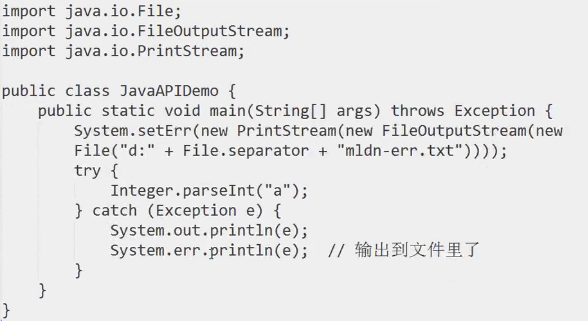 import java.io.File;
import java.io.FileOutputStream;
import java.io.PrintStream;

public class JavaAPIDemo {
    public static void main(String[] args) throws Exception {
        System.setErr(new PrintStream(new FileOutputStream(new
        File("d:" + File.separator + "mldn-err.txt"))));
        try {
            Integer.parseInt("a");
        } catch (Exception e) {
            System.out.println(e);
            System.err.println(e);  // 输出到文件里了
        }
    }
}